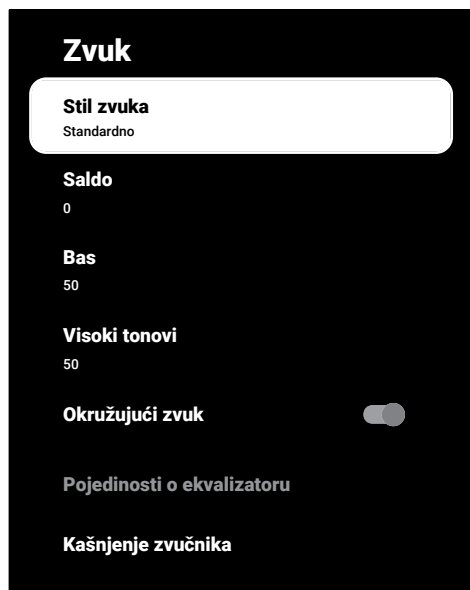 Zvuk
Stil zvuka
Standardno
Saldo
0
Bas
50
Visoki tonovi
50
Okružujući zvuk
Pojedinosti o ekvalizatoru
Kašnjenje zvučnika